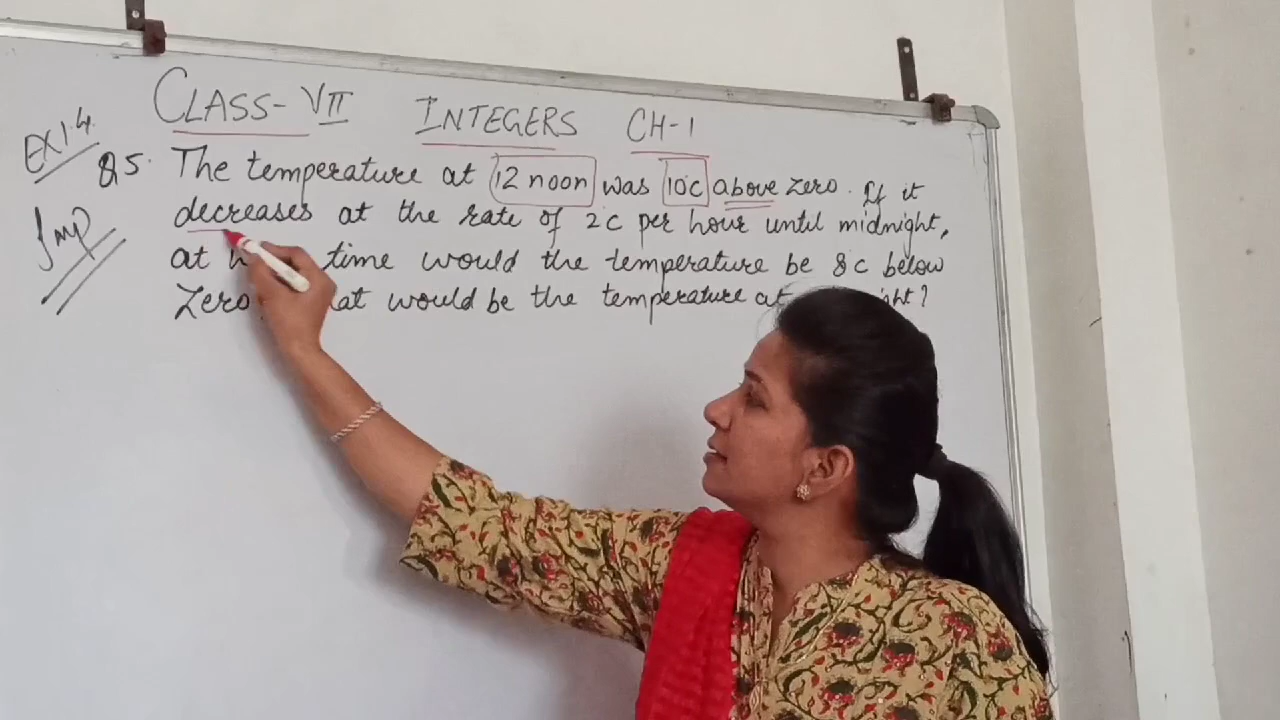 CLASS-VII INTEGERS CH-1
EX 1.4.
Q5. The temperature at 12 noon was 10c above zero. If it
decreases at the rate of 2c per hour until midnight,
Imp
at time would the temperature be 8c below
Zero would be the temperature at